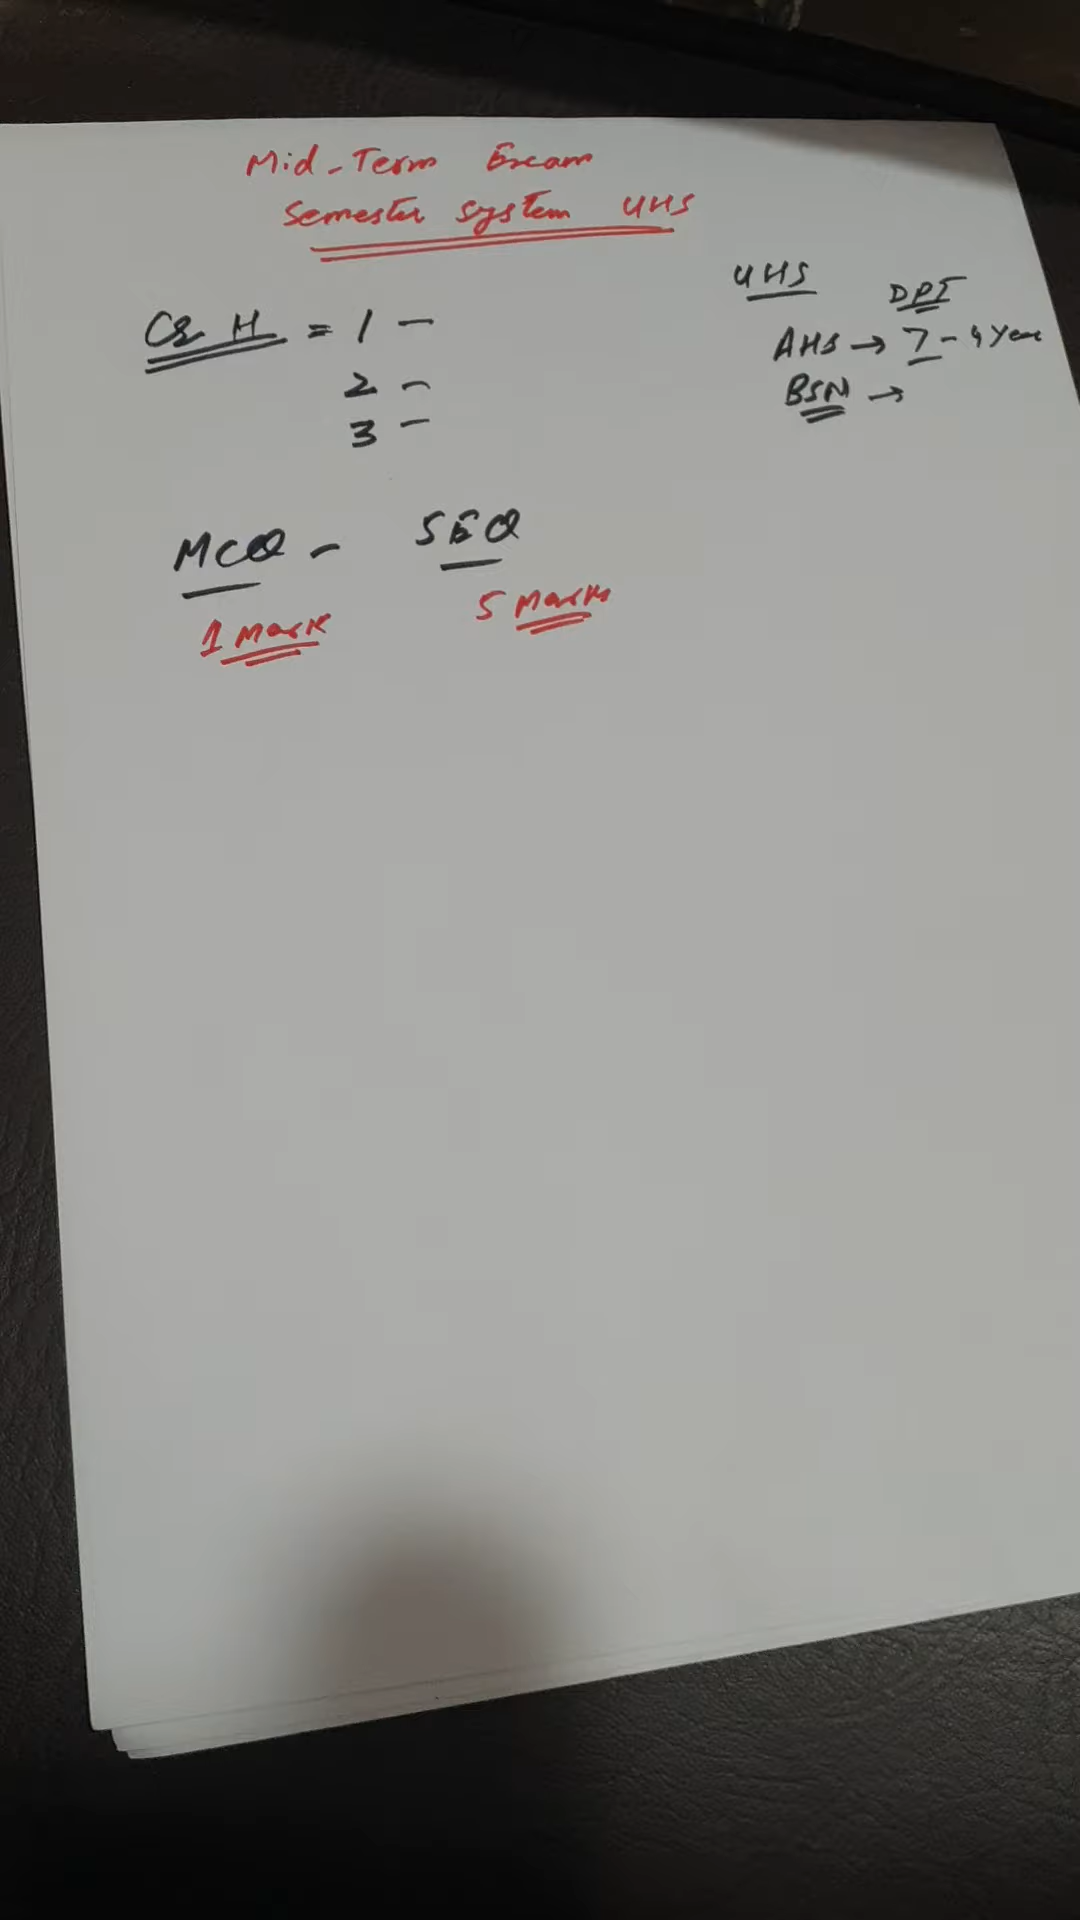 Mid-Term Exam
Semester System UHS
UHS
DPT
Cr H = 1 -
2 -
3 -
AHS → 7 - 4 Year
BSN →
MCQ - SEQ
1 Mark
5 Marks